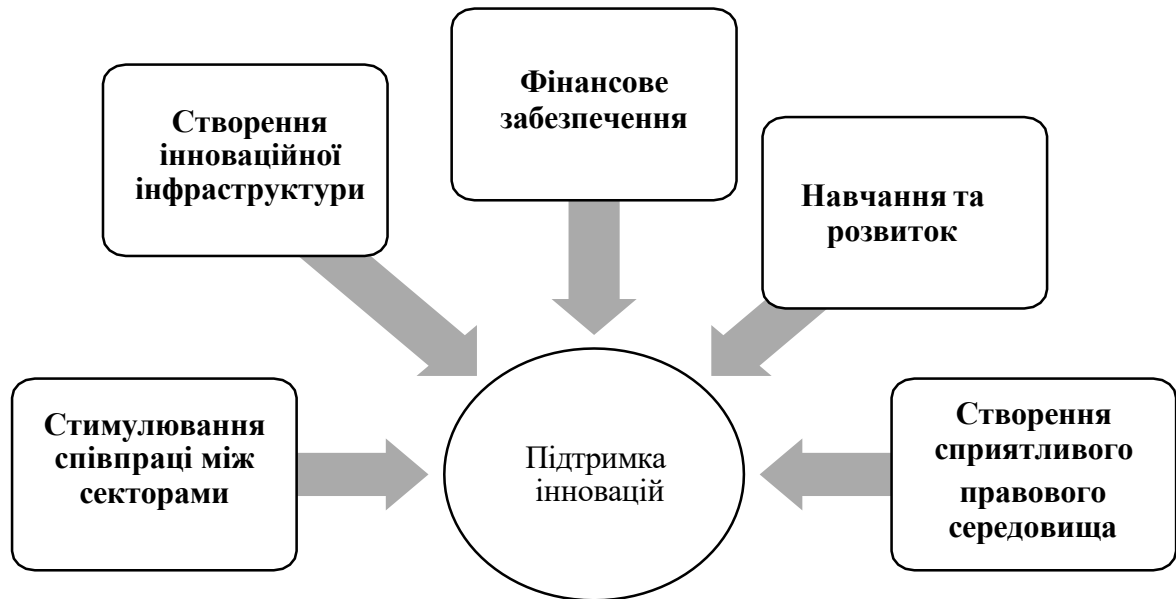 Фінансове
забезпечення
Створення
інноваційної
інфраструктури
Навчання та
розвиток
Стимулювання
співпраці між
секторами
Підтримка
інновацій
Створення
сприятливого
правового
середовища